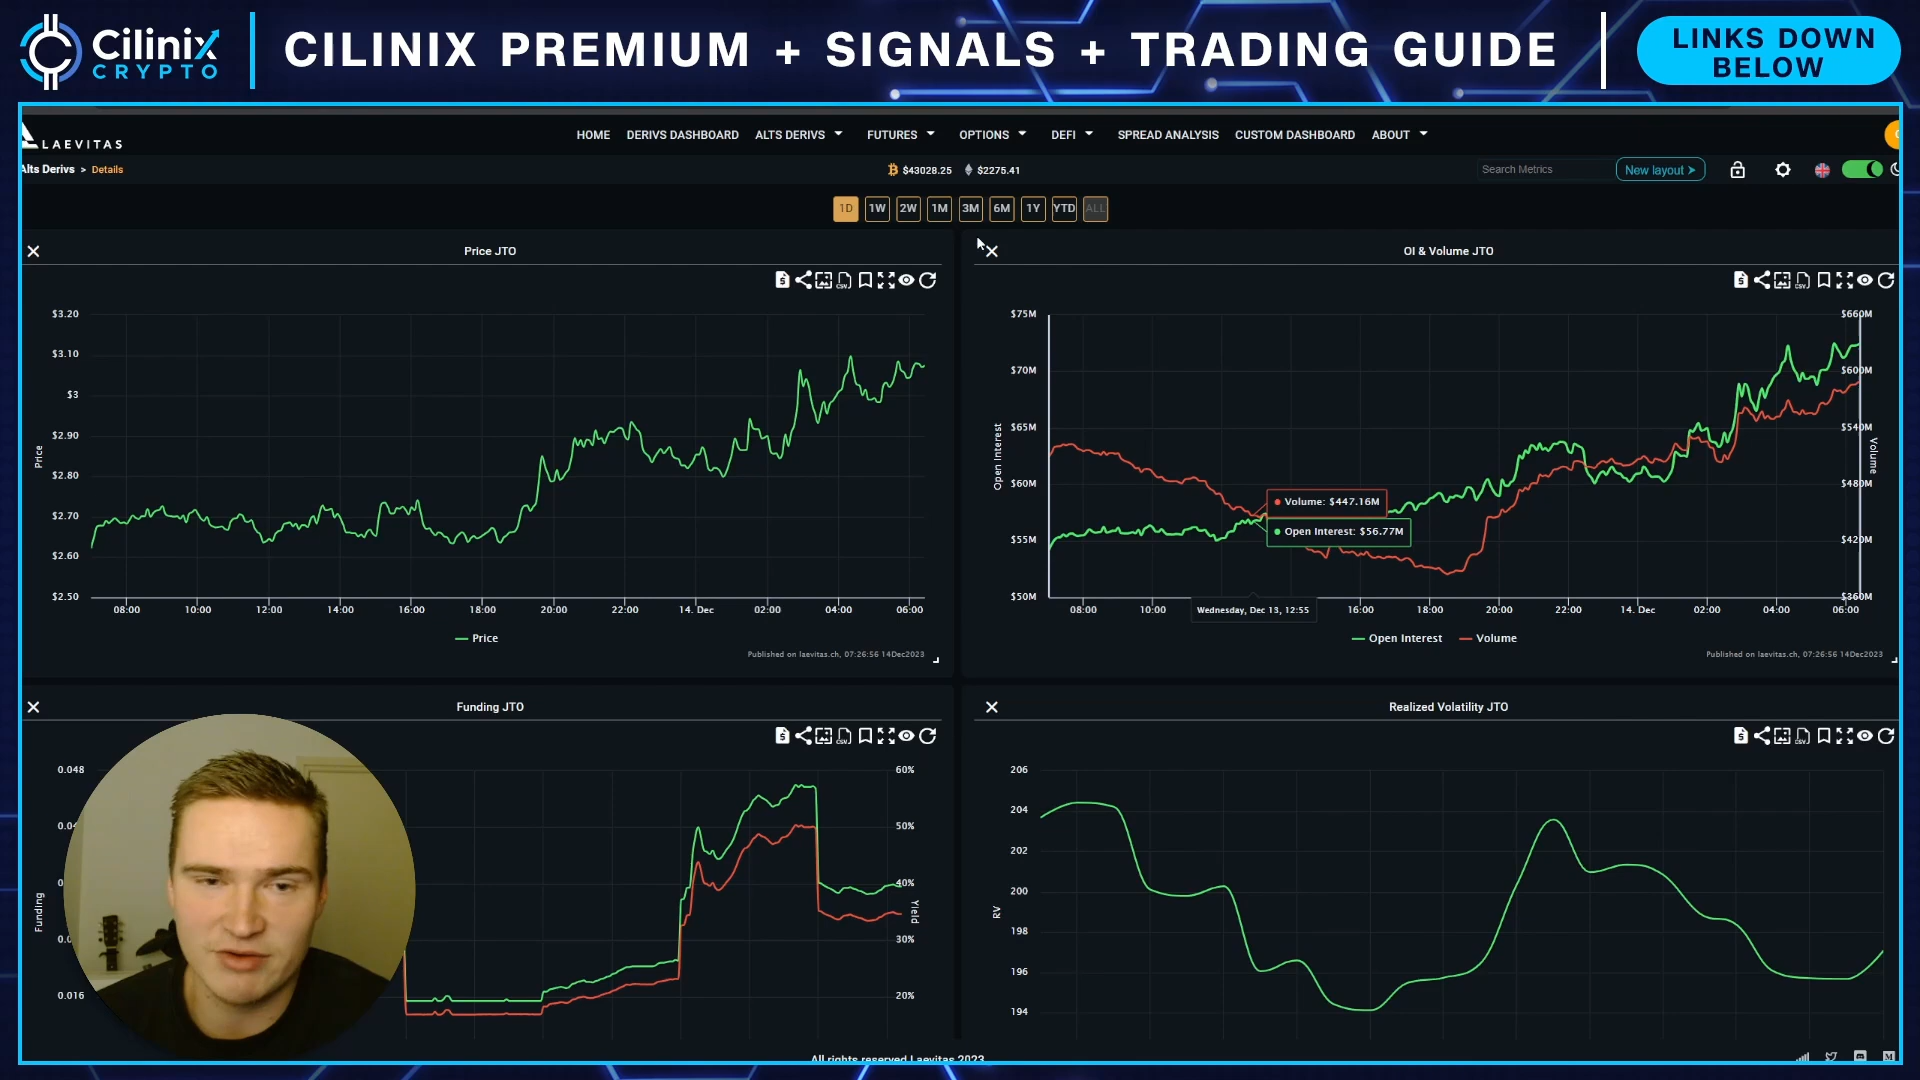 Cilinix
CRYPTO
CILINIX PREMIUM + SIGNALS + TRADING GUIDE
LINKS DOWN
BELOW
LAEVITAS
HOME DERIVS DASHBOARD ALTS DERIVS FUTURES OPTIONS DEFI SPREAD ANALYSIS CUSTOM DASHBOARD ABOUT
Alts Derivs > Details
$43028.25 $2275.41
Search Metrics
New layout
1D 1W 2W 1M 3M 6M 1Y YTD ALL
Price JTO
$3.20
$3.10
$3
$2.90
$2.80
$2.70
$2.60
$2.50
Price
08:00 10:00 12:00 14:00 16:00 18:00 20:00 22:00 14. Dec 02:00 04:00 06:00
Price
Published on laevitas.ch, 07:26:56 14Dec2023
OI & Volume JTO
$75M
$70M
$65M
$60M
$55M
$50M
Open Interest
$660M
$600M
$540M
$480M
$420M
$360M
Volume
Volume: $447.16M
Open Interest: $56.77M
08:00 10:00 Wednesday, Dec 13, 12:55 16:00 18:00 20:00 22:00 14. Dec 02:00 04:00 06:00
Open Interest Volume
Published on laevitas.ch, 07:26:56 14Dec2023
Funding JTO
0.048
0.016
Funding
60%
50%
40%
30%
20%
Yield
Realized Volatility JTO
206
204
202
200
198
196
194
RV
All rights reserved Laevitas 2023